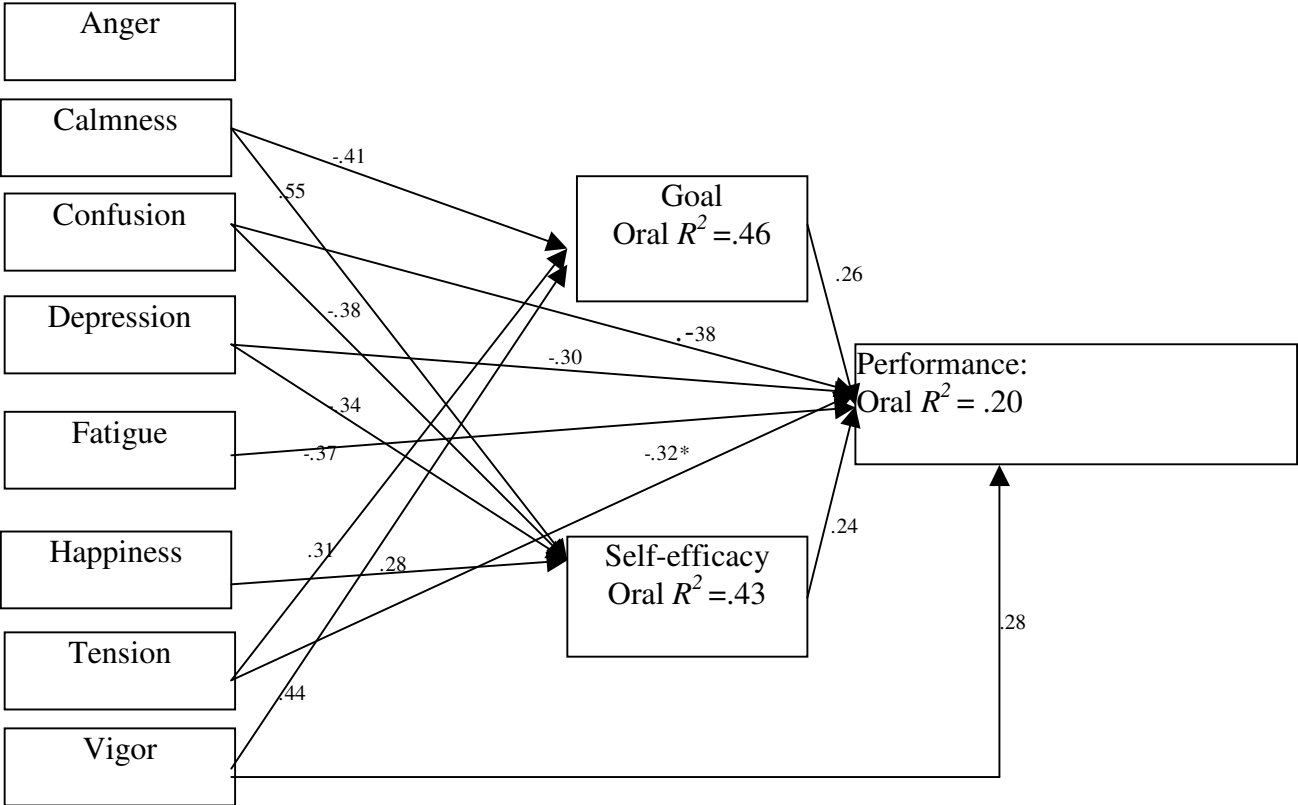 Anger
Calmness
-.41
.55
Goal
Oral R² =.46
Confusion
.26
Depression
-.38
.-38
-.30
Performance:
Oral R² = .20
-.34
Fatigue
-.37
-.32*
.24
Happiness
.31
.28
Self-efficacy
Oral R² =.43
.28
Tension
.44
Vigor